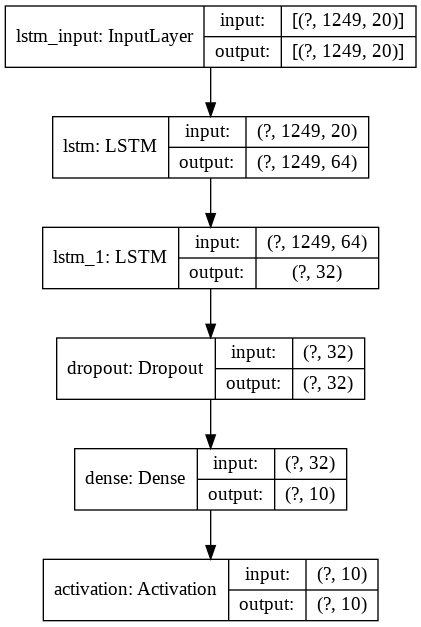 lstm_input: InputLayer
input: [(?, 1249, 20)]
output: [(?, 1249, 20)]
lstm: LSTM
input: (?, 1249, 20)
output: (?, 1249, 64)
lstm_1: LSTM
input: (?, 1249, 64)
output: (?, 32)
dropout: Dropout
input: (?, 32)
output: (?, 32)
dense: Dense
input: (?, 32)
output: (?, 10)
activation: Activation
input: (?, 10)
output: (?, 10)